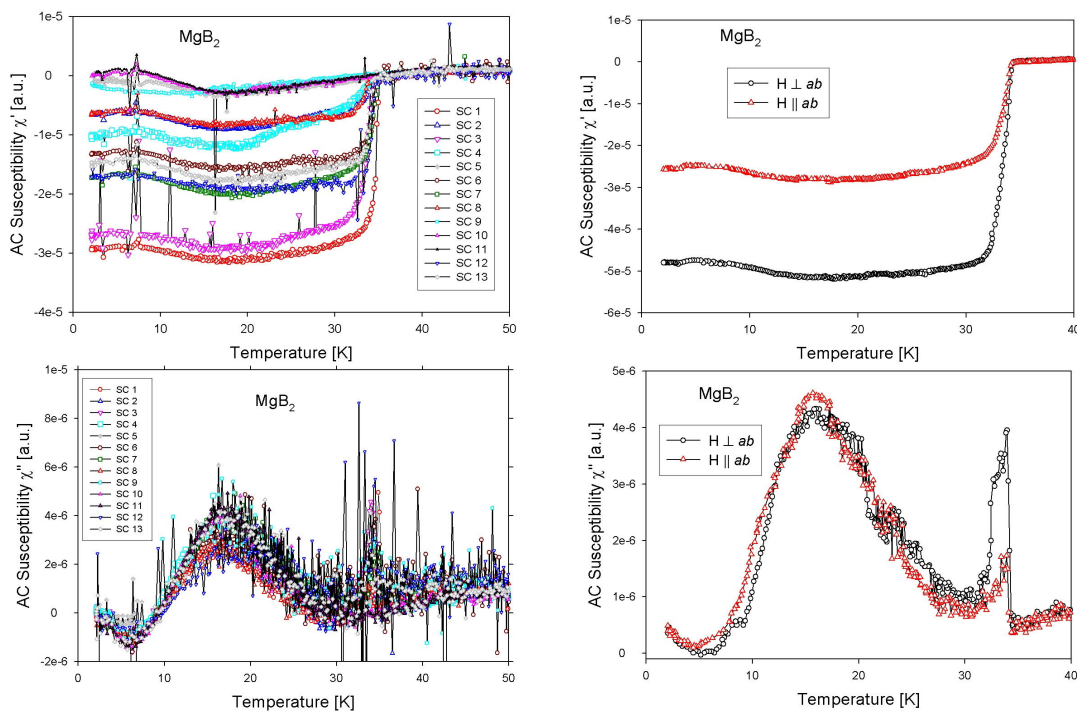 MgB₂
AC Susceptibility χ' [a.u.]
1e-5
0
-1e-5
-2e-5
-3e-5
-4e-5
SC 1
SC 2
SC 3
SC 4
SC 5
SC 6
SC 7
SC 8
SC 9
SC 10
SC 11
SC 12
SC 13
0 10 20 30 40 50
Temperature [K]
MgB₂
AC Susceptibility χ' [a.u.]
1e-5
0
-1e-5
-2e-5
-3e-5
-4e-5
-5e-5
-6e-5
H ⊥ ab
H || ab
0 10 20 30 40
Temperature [K]
MgB₂
AC Susceptibility χ'' [a.u.]
1e-5
8e-6
6e-6
4e-6
2e-6
0
-2e-6
SC 1
SC 2
SC 3
SC 4
SC 5
SC 6
SC 7
SC 8
SC 9
SC 10
SC 11
SC 12
SC 13
0 10 20 30 40 50
Temperature [K]
MgB₂
AC Susceptibility χ'' [a.u.]
5e-6
4e-6
3e-6
2e-6
1e-6
0
H ⊥ ab
H || ab
0 10 20 30 40
Temperature [K]